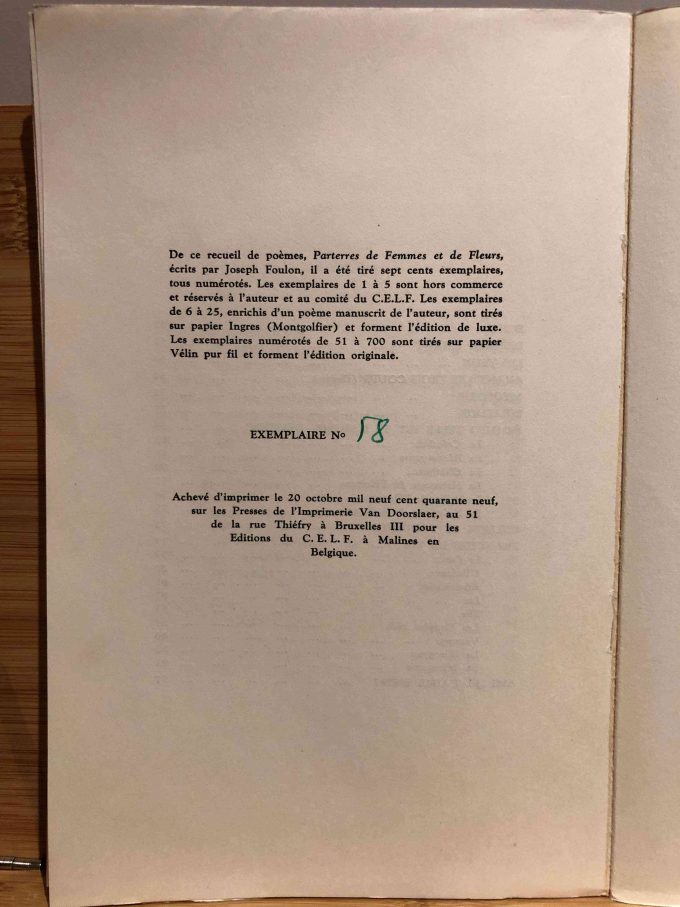 De ce recueil de poèmes, Parterres de Femmes et de Fleurs,
écrits par Joseph Foulon, il a été tiré sept cents exemplaires,
tous numérotés. Les exemplaires de 1 à 5 sont hors commerce
et réservés à l'auteur et au comité du C.E.L.F. Les exemplaires
de 6 à 25, enrichis d'un poème manuscrit de l'auteur, sont tirés
sur papier Ingres (Montgolfier) et forment l'édition de luxe.
Les exemplaires numérotés de 51 à 700 sont tirés sur papier
Vélin pur fil et forment l'édition originale.
EXEMPLAIRE No 58
Achevé d'imprimer le 20 octobre mil neuf cent quarante neuf,
sur les Presses de l'Imprimerie Van Doorslaer, au 51
de la rue Thiéfry à Bruxelles III pour les
Editions du C. E. L. F. à Malines en
Belgique.